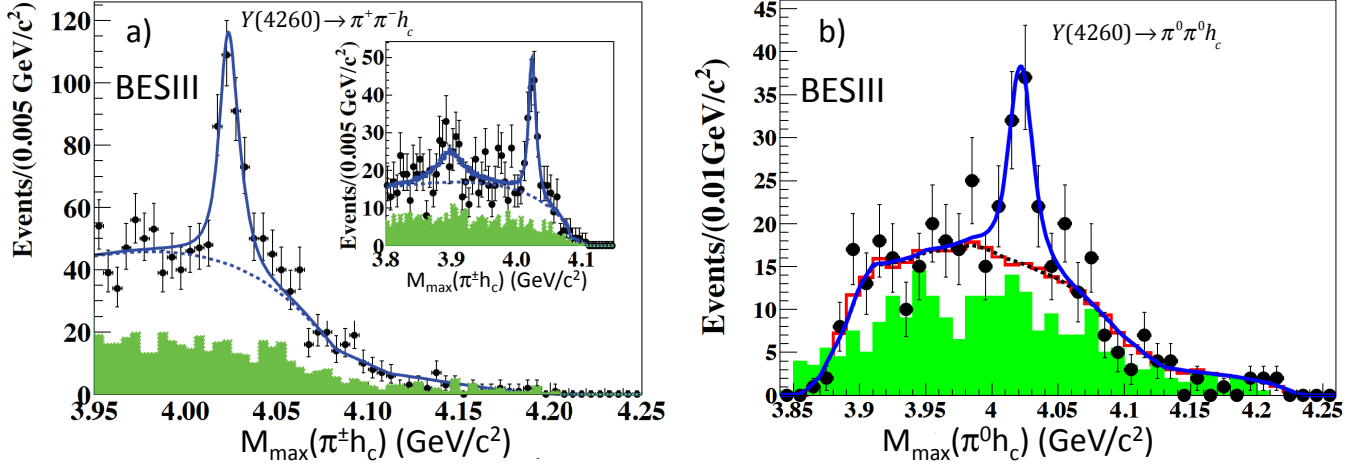 a)
Y(4260)→π⁺π⁻h_c
BESIII
Events/(0.005 GeV/c²)
120
100
80
60
40
20
0
3.95 4.00 4.05 4.10 4.15 4.20 4.25
M_max(π±h_c) (GeV/c²)
Events/(0.005 GeV/c²)
50
40
30
20
10
0
3.8 3.9 4.0 4.1
M_max(π±h_c) (GeV/c²)
b)
Y(4260)→π⁰π⁰h_c
BESIII
Events/(0.01GeV/c²)
45
40
35
30
25
20
15
10
5
0
3.85 3.9 3.95 4 4.05 4.1 4.15 4.2 4.25
M_max(π⁰h_c) (GeV/c²)